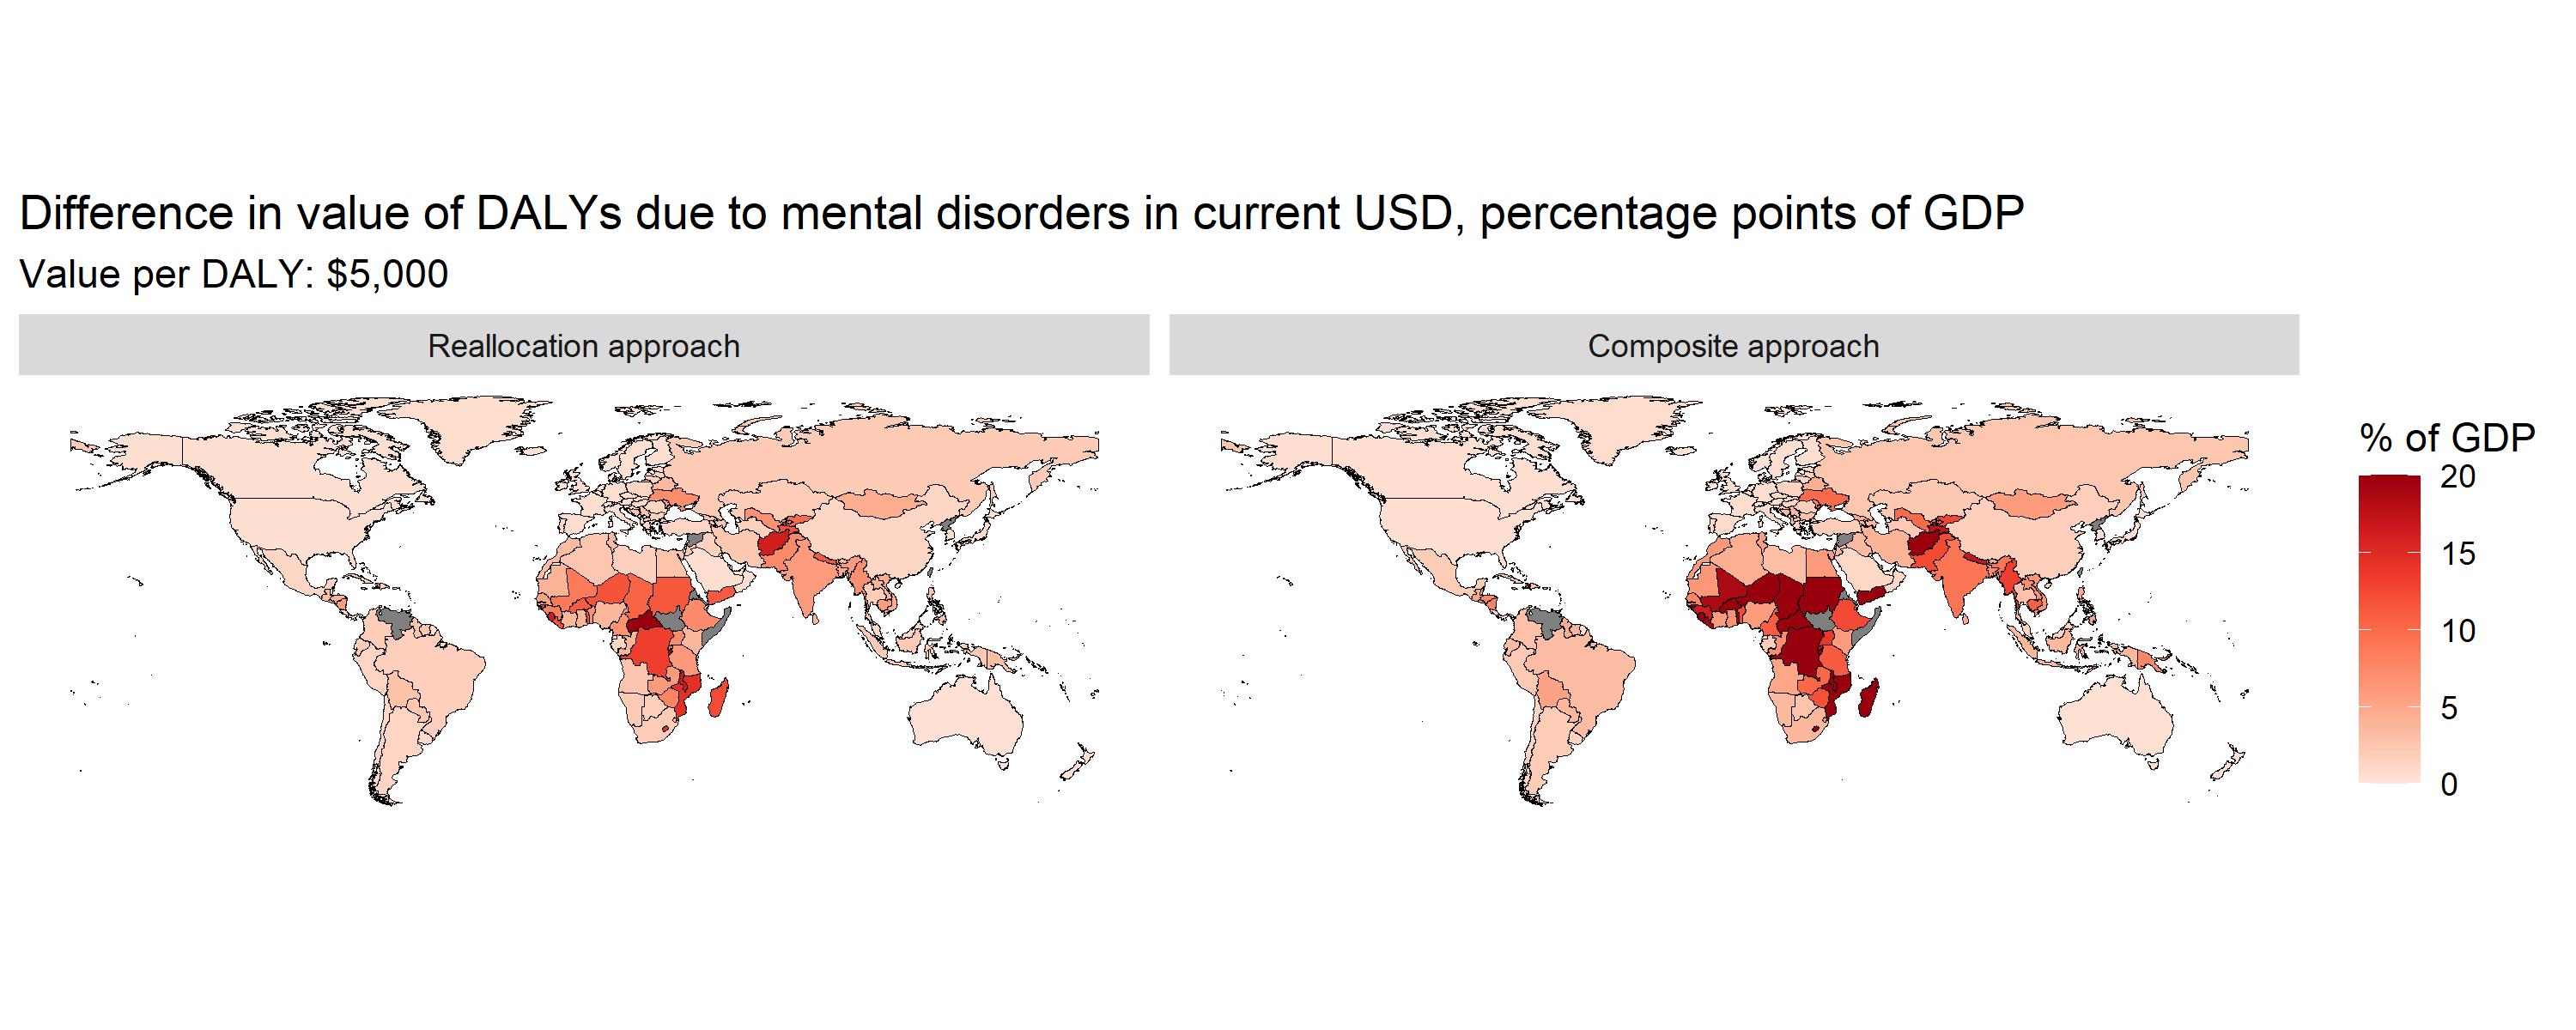 Difference in value of DALYs due to mental disorders in current USD, percentage points of GDP
Value per DALY: $5,000
Reallocation approach
Composite approach
% of GDP
20
15
10
5
0